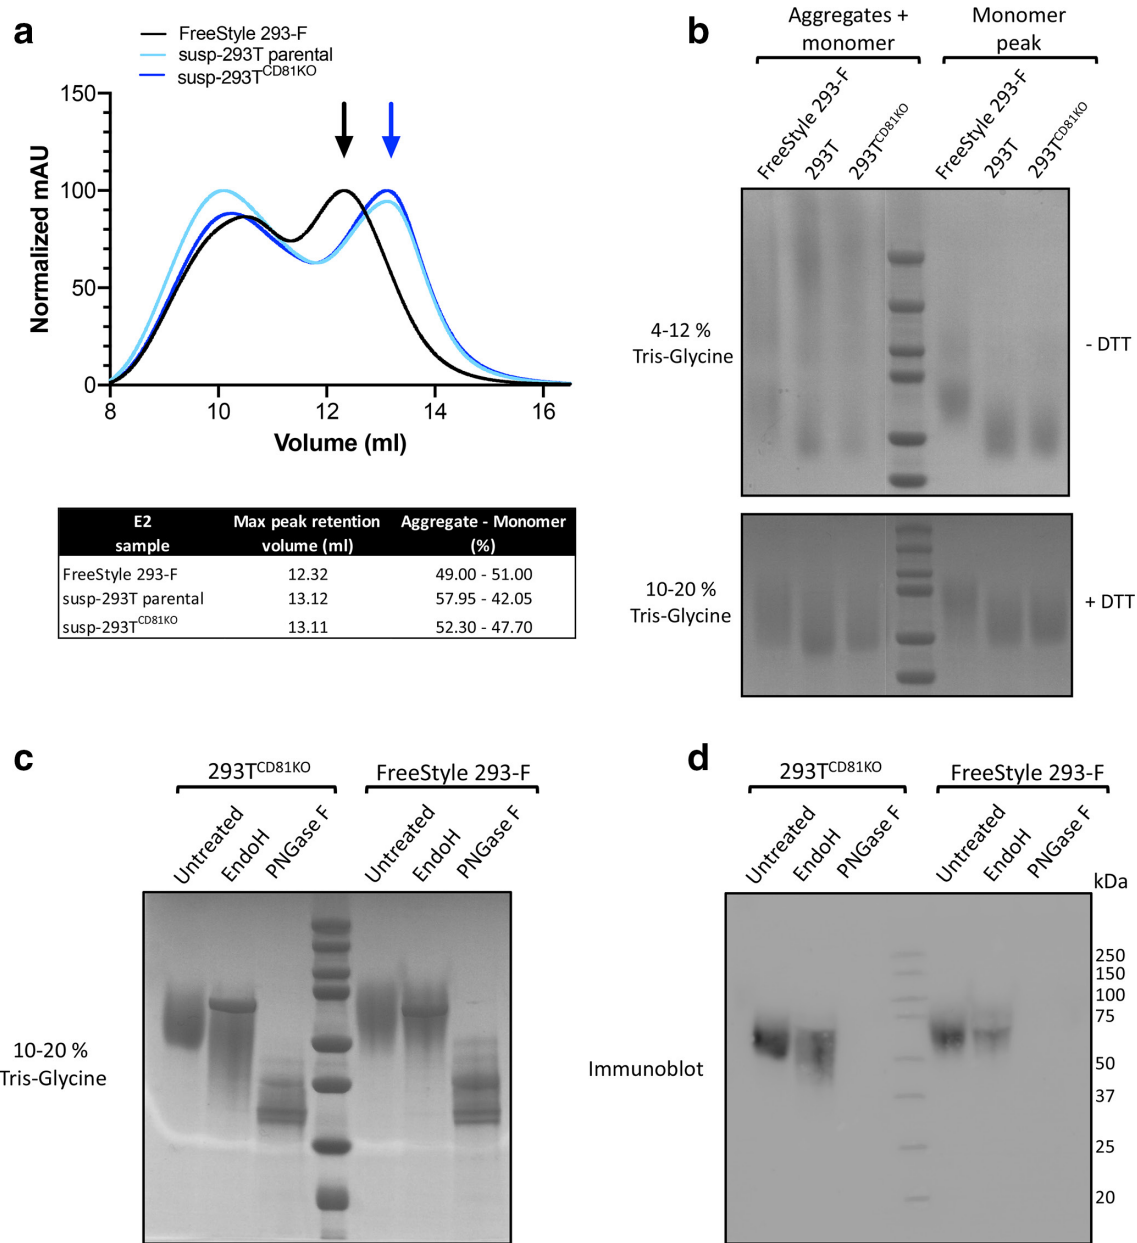 a
FreeStyle 293-F
susp-293T parental
susp-293T^CD81KO
Normalized mAU
150
100
50
0
8 10 12 14 16
Volume (ml)
E2 sample Max peak retention volume (ml) Aggregate - Monomer (%)
FreeStyle 293-F 12.32 49.00 - 51.00
susp-293T parental 13.12 57.95 - 42.05
susp-293T^CD81KO 13.11 52.30 - 47.70
b
Aggregates +
monomer
Monomer
peak
FreeStyle 293-F
293T
293T^CD81KO
FreeStyle 293-F
293T
293T^CD81KO
4-12 %
Tris-Glycine
- DTT
10-20 %
Tris-Glycine
+ DTT
c
293T^CD81KO
FreeStyle 293-F
Untreated
EndoH
PNGase F
Untreated
EndoH
PNGase F
10-20 %
Tris-Glycine
d
293T^CD81KO
FreeStyle 293-F
Untreated
EndoH
PNGase F
Untreated
EndoH
PNGase F
kDa
250
150
100
75
50
37
25
20
Immunoblot